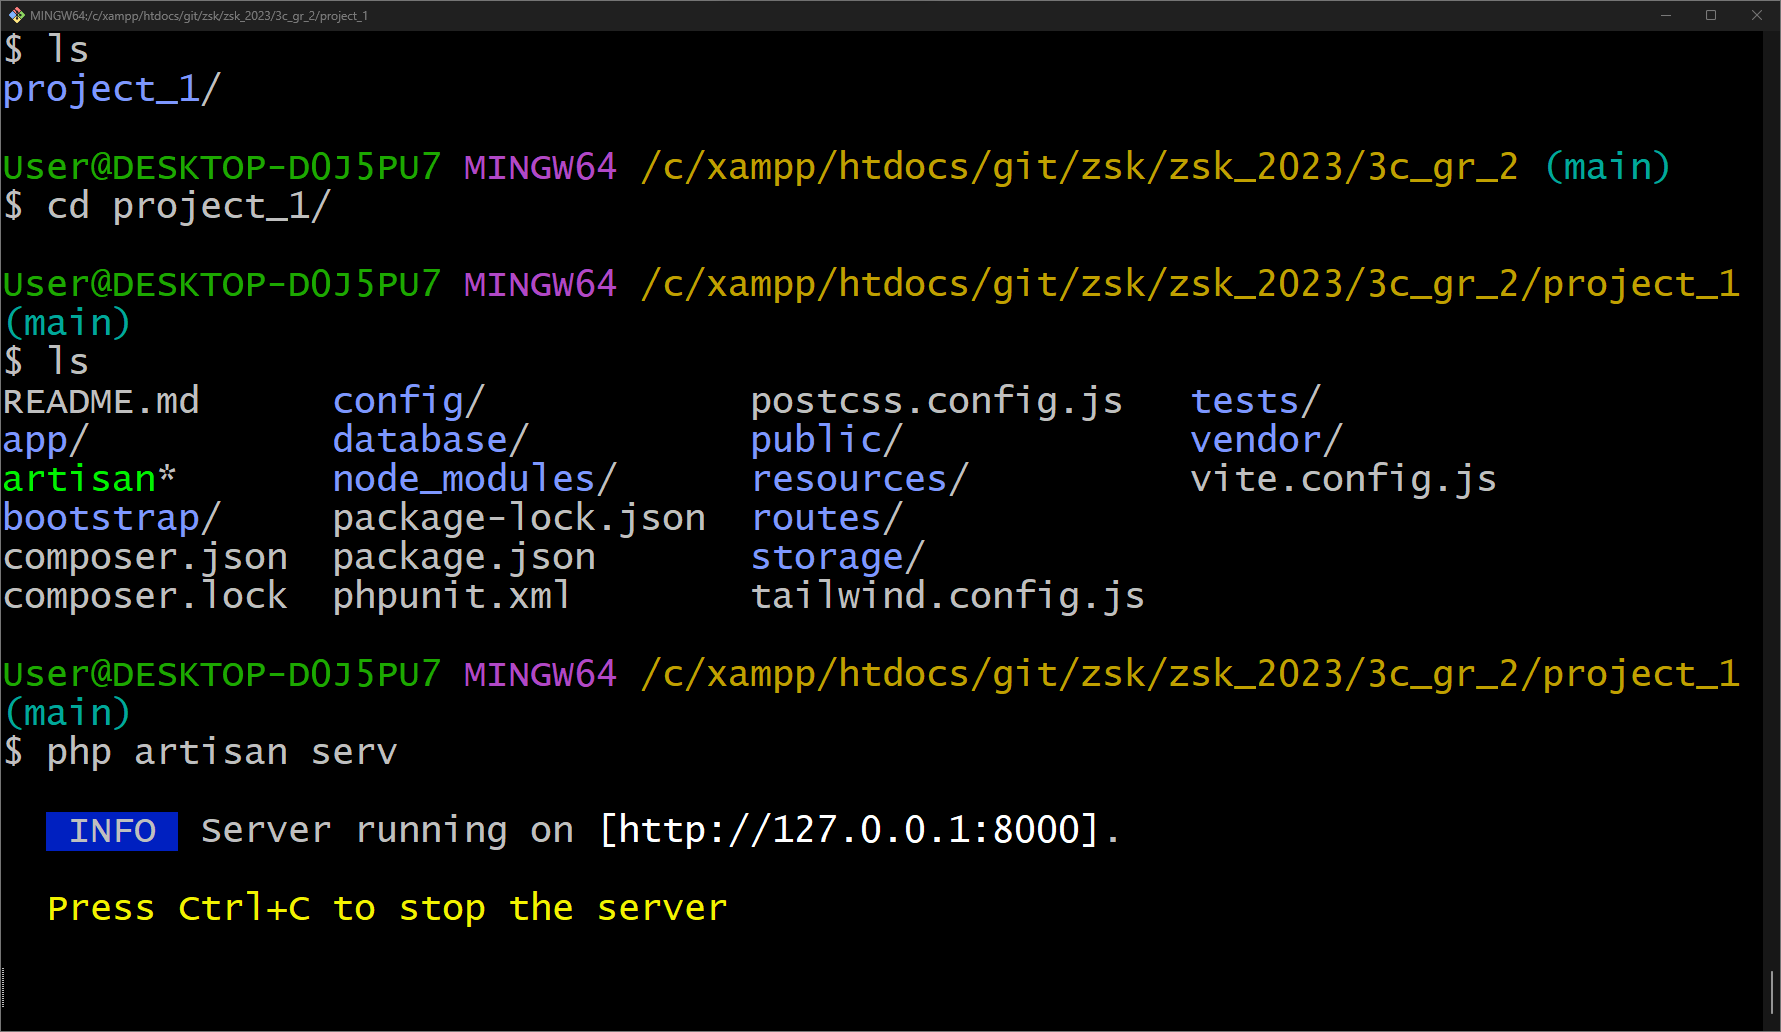 MINGW64:/c/xampp/htdocs/git/zsk/zsk_2023/3c_gr_2/project_1
$ ls
project_1/
User@DESKTOP-D0J5PU7 MINGW64 /c/xampp/htdocs/git/zsk/zsk_2023/3c_gr_2 (main)
$ cd project_1/
User@DESKTOP-D0J5PU7 MINGW64 /c/xampp/htdocs/git/zsk/zsk_2023/3c_gr_2/project_1
(main)
$ ls
README.md config/ postcss.config.js tests/
app/ database/ public/ vendor/
artisan* node_modules/ resources/ vite.config.js
bootstrap/ package-lock.json routes/
composer.json package.json storage/
composer.lock phpunit.xml tailwind.config.js
User@DESKTOP-D0J5PU7 MINGW64 /c/xampp/htdocs/git/zsk/zsk_2023/3c_gr_2/project_1
(main)
$ php artisan serv
INFO Server running on [http://127.0.0.1:8000].
Press Ctrl+C to stop the server